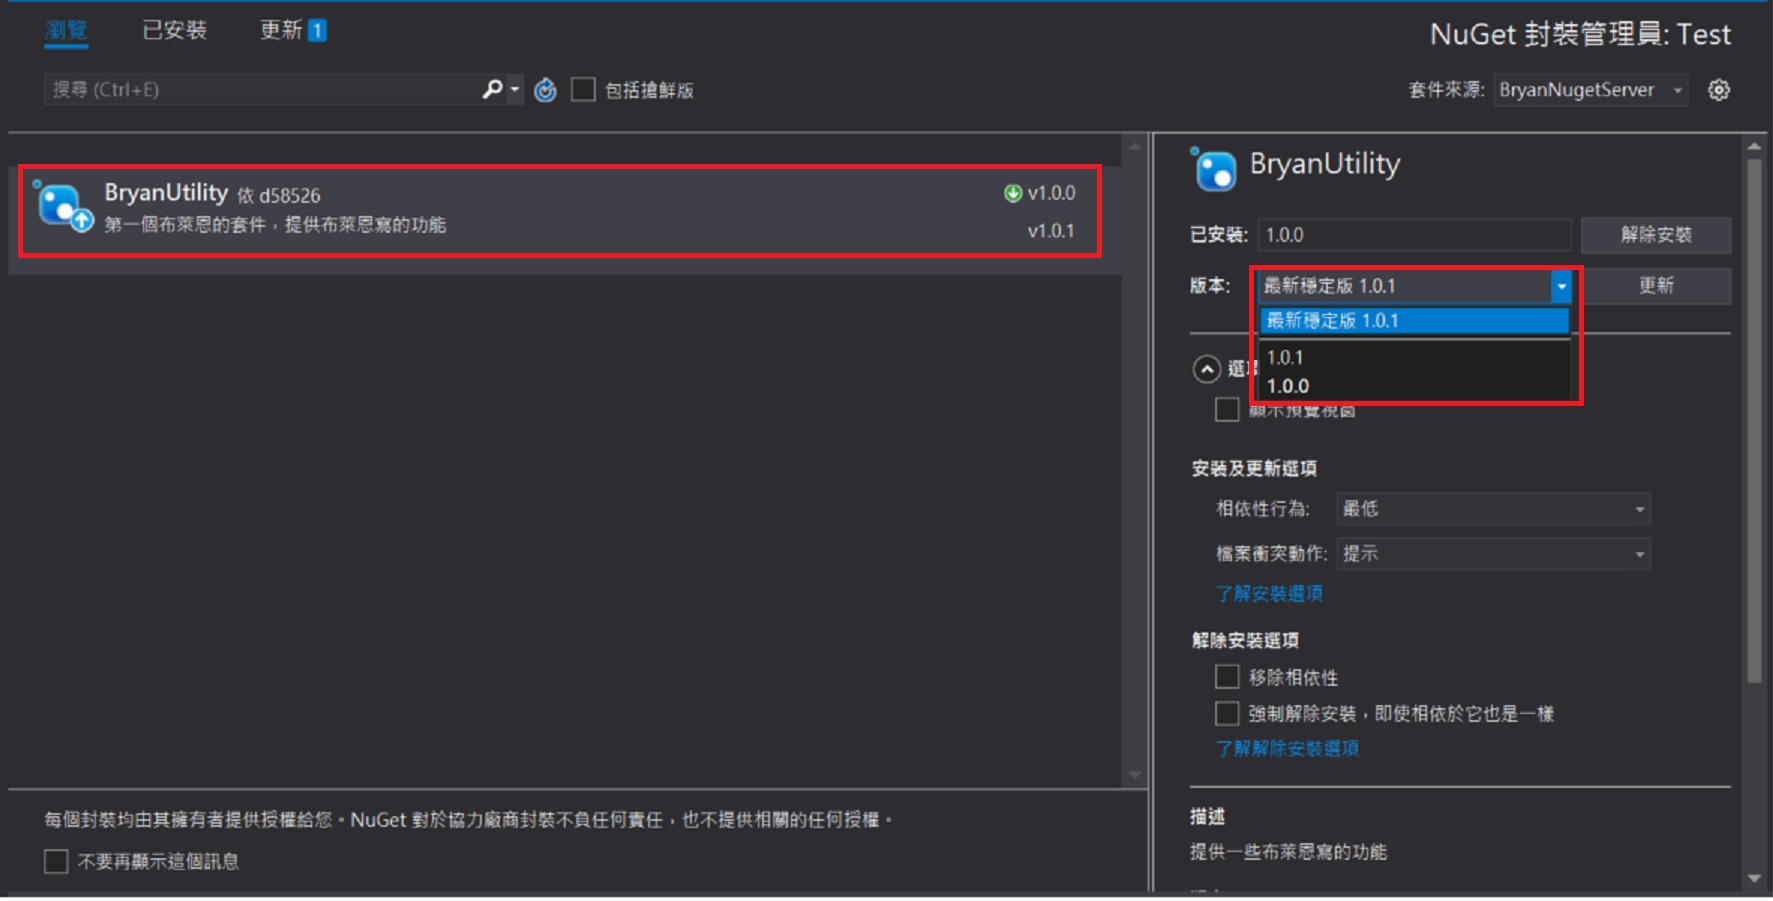 瀏覽 已安裝 更新 1
NuGet 封裝管理員: Test
搜尋 (Ctrl+E) 包括搶鮮版
套件來源: BryanNugetServer
BryanUtility 依 d58526 v1.0.0
第一個布萊恩的套件，提供布萊恩寫的功能 v1.0.1
BryanUtility
已安裝: 1.0.0 解除安裝
版本: 最新穩定版 1.0.1 更新
最新穩定版 1.0.1
1.0.1
1.0.0
選
顯示預覽視窗
安裝及更新選項
相依性行為: 最低
檔案衝突動作: 提示
了解安裝選項
解除安裝選項
移除相依性
強制解除安裝，即使相依於它也是一樣
了解解除安裝選項
描述
提供一些布萊恩寫的功能
每個封裝均由其擁有者提供授權給您。NuGet 對於協力廠商封裝不負任何責任，也不提供相關的任何授權。
不要再顯示這個訊息